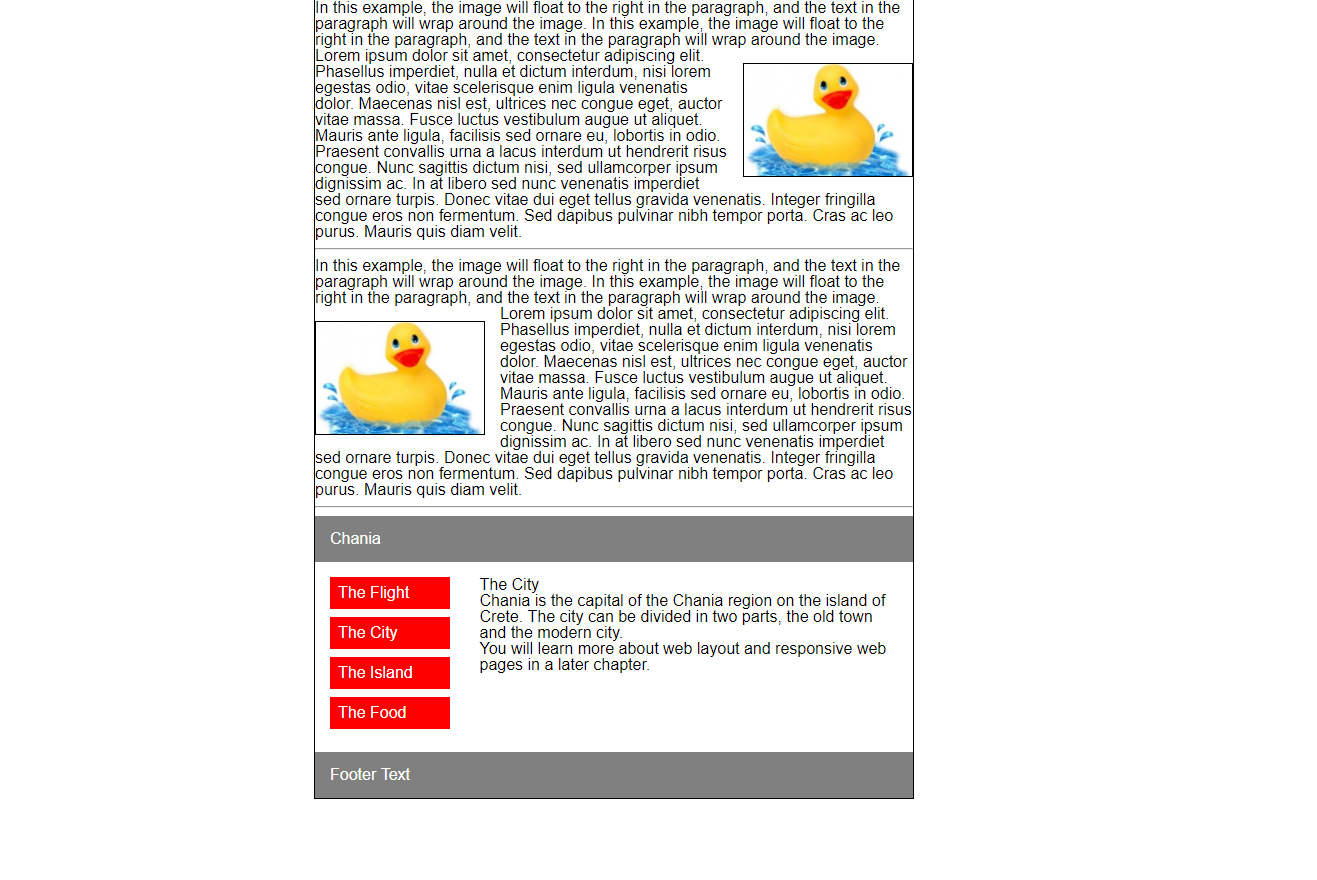 In this example, the image will float to the right in the paragraph, and the text in the
paragraph will wrap around the image. In this example, the image will float to the
right in the paragraph, and the text in the paragraph will wrap around the image.
Lorem ipsum dolor sit amet, consectetur adipiscing elit.
Phasellus imperdiet, nulla et dictum interdum, nisi lorem
egestas odio, vitae scelerisque enim ligula venenatis
dolor. Maecenas nisl est, ultrices nec congue eget, auctor
vitae massa. Fusce luctus vestibulum augue ut aliquet.
Mauris ante ligula, facilisis sed ornare eu, lobortis in odio.
Praesent convallis urna a lacus interdum ut hendrerit risus
congue. Nunc sagittis dictum nisi, sed ullamcorper ipsum
dignissim ac. In at libero sed nunc venenatis imperdiet
sed ornare turpis. Donec vitae dui eget tellus gravida venenatis. Integer fringilla
congue eros non fermentum. Sed dapibus pulvinar nibh tempor porta. Cras ac leo
purus. Mauris quis diam velit.
In this example, the image will float to the right in the paragraph, and the text in the
paragraph will wrap around the image. In this example, the image will float to the
right in the paragraph, and the text in the paragraph will wrap around the image.
Lorem ipsum dolor sit amet, consectetur adipiscing elit.
Phasellus imperdiet, nulla et dictum interdum, nisi lorem
egestas odio, vitae scelerisque enim ligula venenatis
dolor. Maecenas nisl est, ultrices nec congue eget, auctor
vitae massa. Fusce luctus vestibulum augue ut aliquet.
Mauris ante ligula, facilisis sed ornare eu, lobortis in odio.
Praesent convallis urna a lacus interdum ut hendrerit risus
congue. Nunc sagittis dictum nisi, sed ullamcorper ipsum
dignissim ac. In at libero sed nunc venenatis imperdiet
sed ornare turpis. Donec vitae dui eget tellus gravida venenatis. Integer fringilla
congue eros non fermentum. Sed dapibus pulvinar nibh tempor porta. Cras ac leo
purus. Mauris quis diam velit.
Chania
The Flight
The City
The Island
The Food
The City
Chania is the capital of the Chania region on the island of
Crete. The city can be divided in two parts, the old town
and the modern city.
You will learn more about web layout and responsive web
pages in a later chapter.
Footer Text